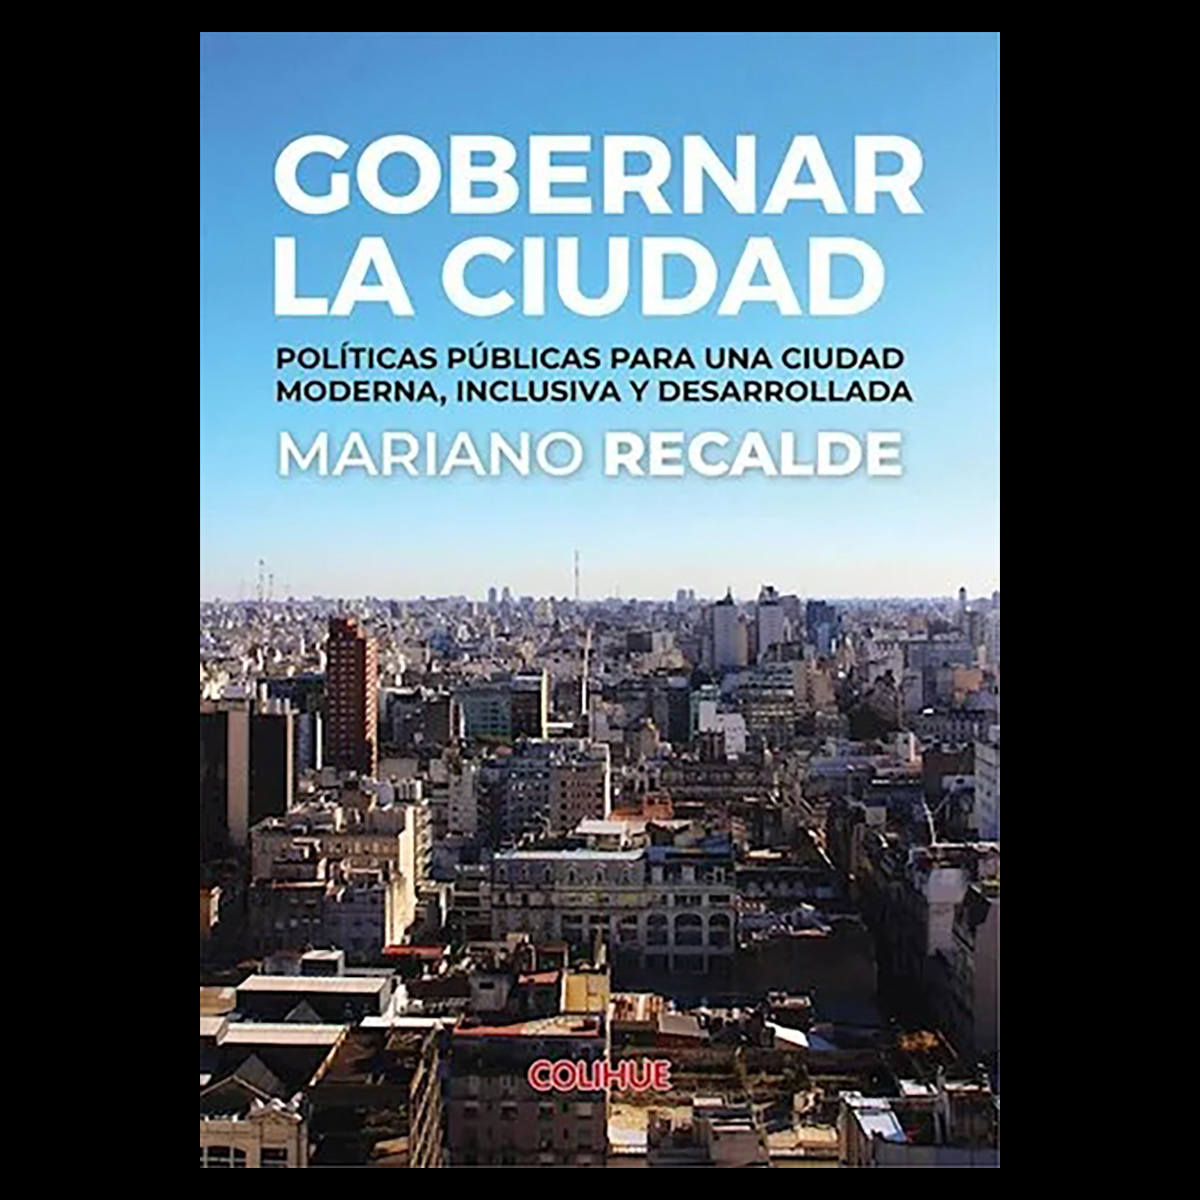 GOBERNAR
LA CIUDAD
POLÍTICAS PÚBLICAS PARA UNA CIUDAD
MODERNA, INCLUSIVA Y DESARROLLADA
MARIANO RECALDE
COLIHUE